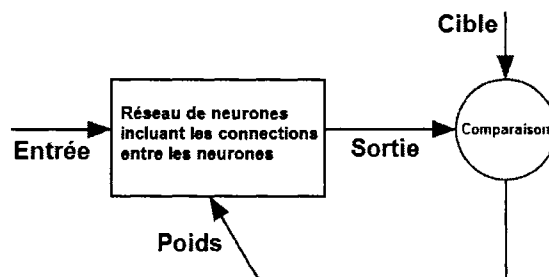 Cible
Réseau de neurones
incluant les connections
entre les neurones
Comparaison
Entrée
Sortie
Poids